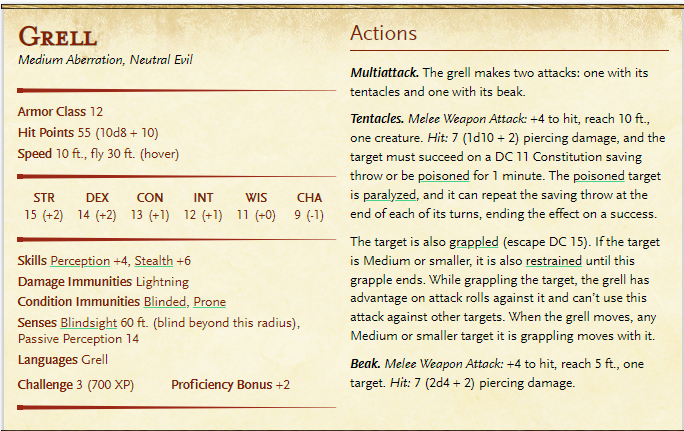 Grell
Medium Aberration, Neutral Evil
Armor Class 12
Hit Points 55 (10d8 + 10)
Speed 10 ft., fly 30 ft. (hover)
STR DEX CON INT WIS CHA
15 (+2) 14 (+2) 13 (+1) 12 (+1) 11 (+0) 9 (-1)
Skills Perception +4, Stealth +6
Damage Immunities Lightning
Condition Immunities Blinded, Prone
Senses Blindsight 60 ft. (blind beyond this radius),
Passive Perception 14
Languages Grell
Challenge 3 (700 XP) Proficiency Bonus +2
Actions
Multiattack. The grell makes two attacks: one with its
tentacles and one with its beak.
Tentacles. Melee Weapon Attack: +4 to hit, reach 10 ft.,
one creature. Hit: 7 (1d10 + 2) piercing damage, and the
target must succeed on a DC 11 Constitution saving
throw or be poisoned for 1 minute. The poisoned target
is paralyzed, and it can repeat the saving throw at the
end of each of its turns, ending the effect on a success.
The target is also grappled (escape DC 15). If the target
is Medium or smaller, it is also restrained until this
grapple ends. While grappling the target, the grell has
advantage on attack rolls against it and can't use this
attack against other targets. When the grell moves, any
Medium or smaller target it is grappling moves with it.
Beak. Melee Weapon Attack: +4 to hit, reach 5 ft., one
target. Hit: 7 (2d4 + 2) piercing damage.